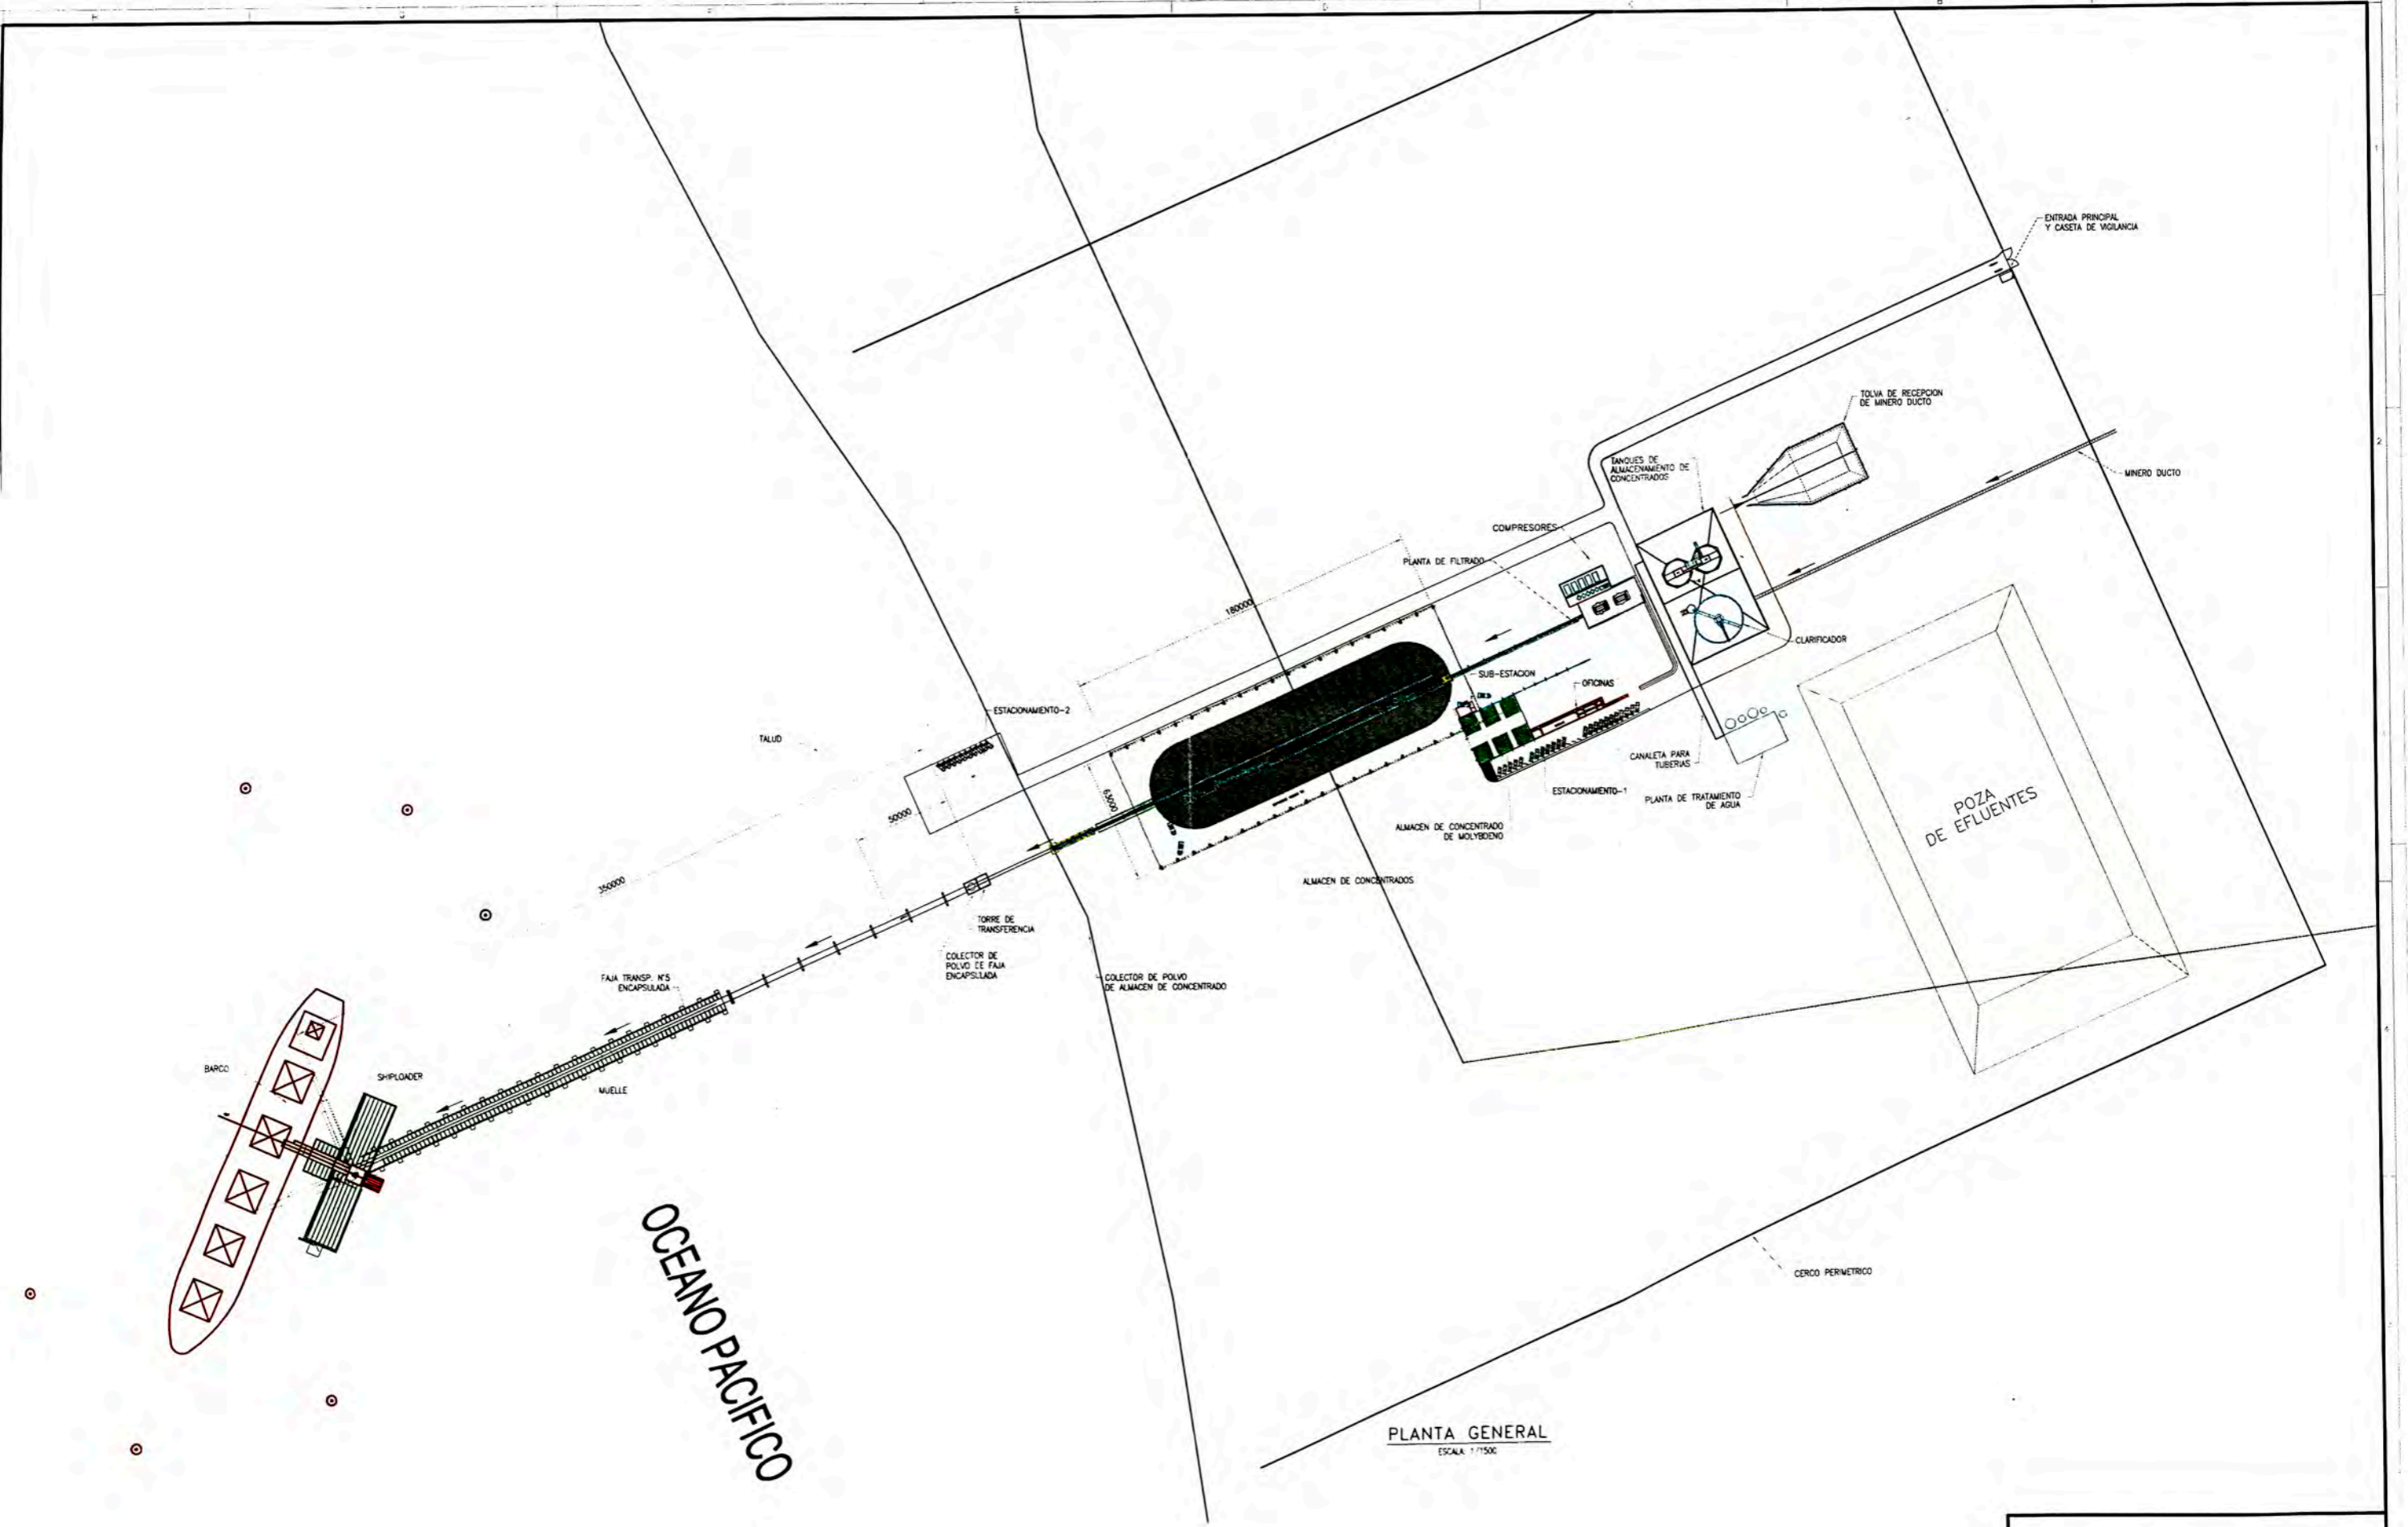 ENTRADA PRINCIPAL
Y CASETA DE VIGILANCIA
TOLVA DE RECEPCION
DE MINERO DUCTO
TANQUES DE
ALMACENAMIENTO DE
CONCENTRADOS
MINERO DUCTO
COMPRESORES
PLANTA DE FILTRADO
180000
CLARIFICADOR
SUB-ESTACION
OFICINAS
ESTACIONAMIENTO-2
TALUD
CANALETA PARA
TUBERIAS
ESTACIONAMIENTO-1
PLANTA DE TRATAMIENTO
DE AGUA
POZA
DE EFLUENTES
63000
50000
350000
ALMACEN DE CONCENTRADO
DE MOLYBDENO
ALMACEN DE CONCENTRADOS
TORRE DE
TRANSFERENCIA
COLECTOR DE
POLVO DE FAJA
ENCAPSULADA
COLECTOR DE POLVO
DE ALMACEN DE CONCENTRADO
FAJA TRANSP. N°5
ENCAPSULADA
BARCO
SHIPLOADER
MUELLE
OCEANO PACIFICO
CERCO PERIMETRICO
PLANTA GENERAL
ESCALA: 1/1500